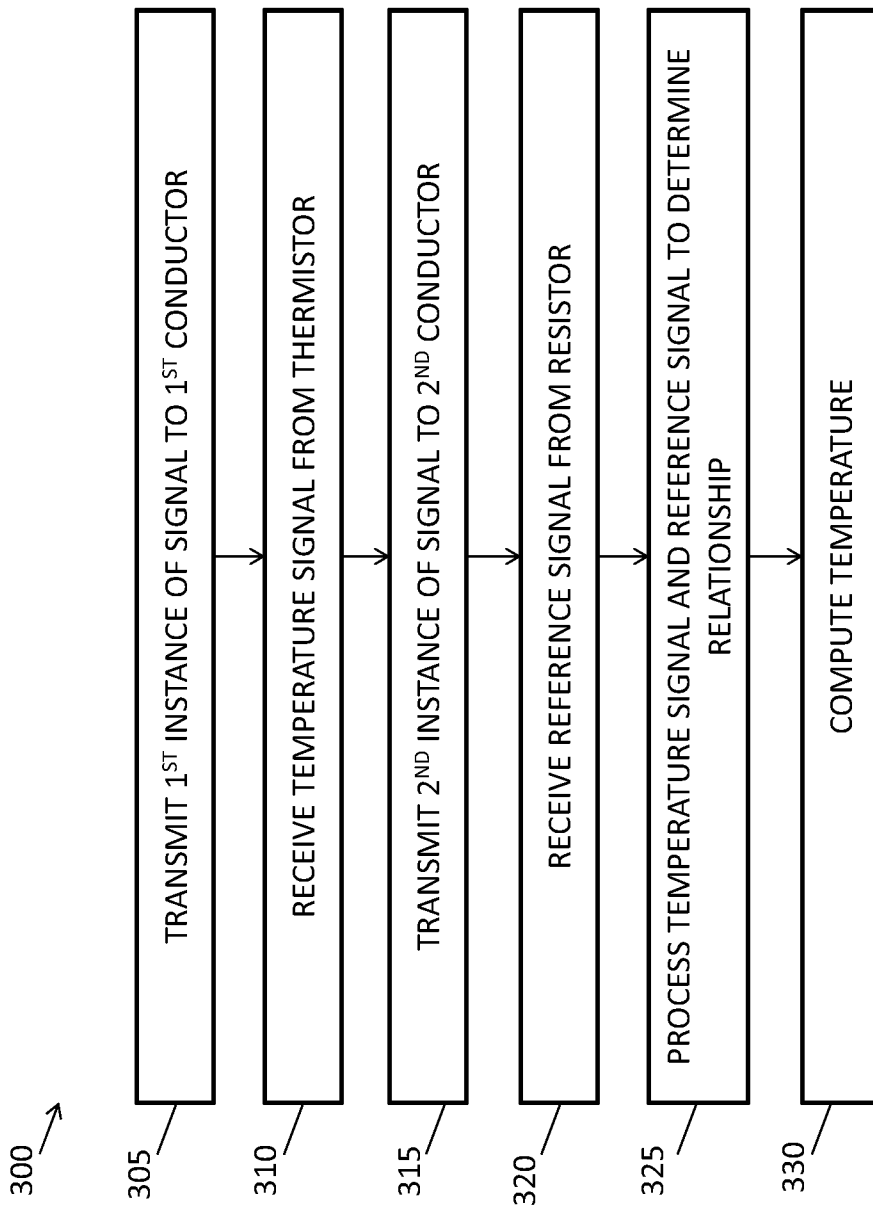 300
305
TRANSMIT 1ST INSTANCE OF SIGNAL TO 1ST CONDUCTOR
310
RECEIVE TEMPERATURE SIGNAL FROM THERMISTOR
315
TRANSMIT 2ND INSTANCE OF SIGNAL TO 2ND CONDUCTOR
320
RECEIVE REFERENCE SIGNAL FROM RESISTOR
325
PROCESS TEMPERATURE SIGNAL AND REFERENCE SIGNAL TO DETERMINE
RELATIONSHIP
330
COMPUTE TEMPERATURE